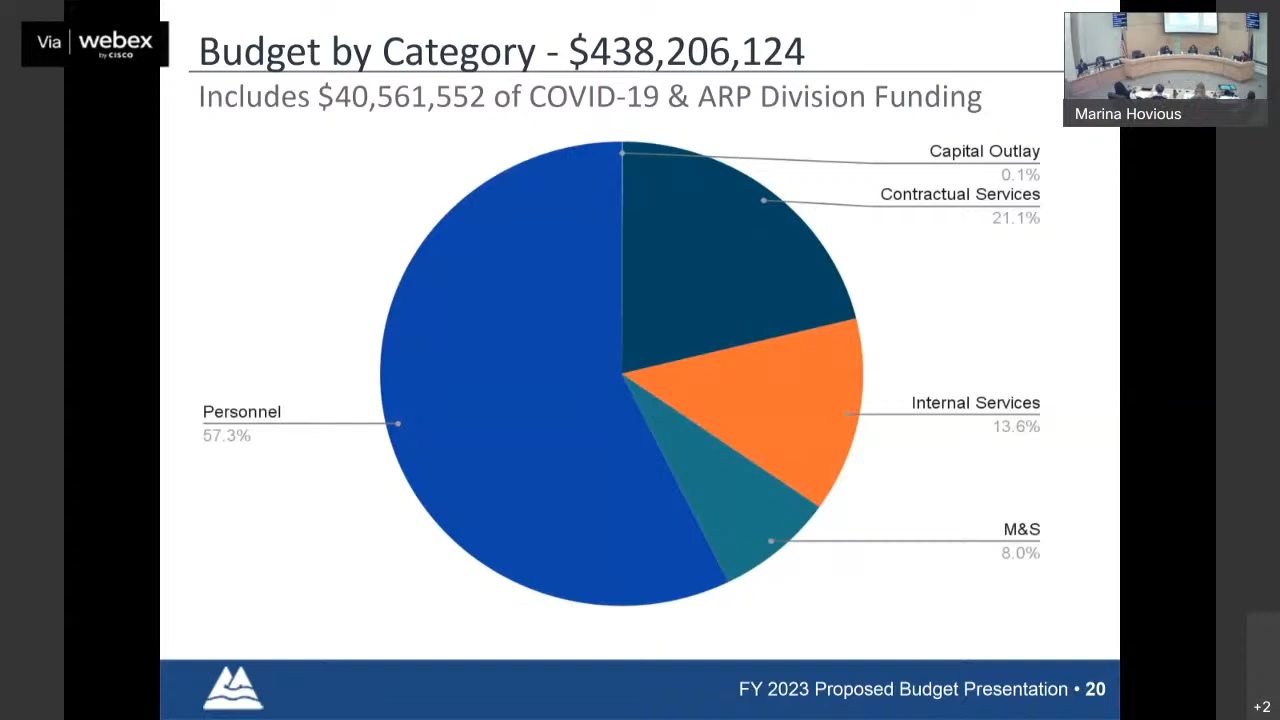 Via webex
by CISCO
Budget by Category - $438,206,124
Includes $40,561,552 of COVID-19 & ARP Division Funding
Marina Hovious
Capital Outlay
0.1%
Contractual Services
21.1%
Personnel
57.3%
Internal Services
13.6%
M&S
8.0%
FY 2023 Proposed Budget Presentation • 20
+2